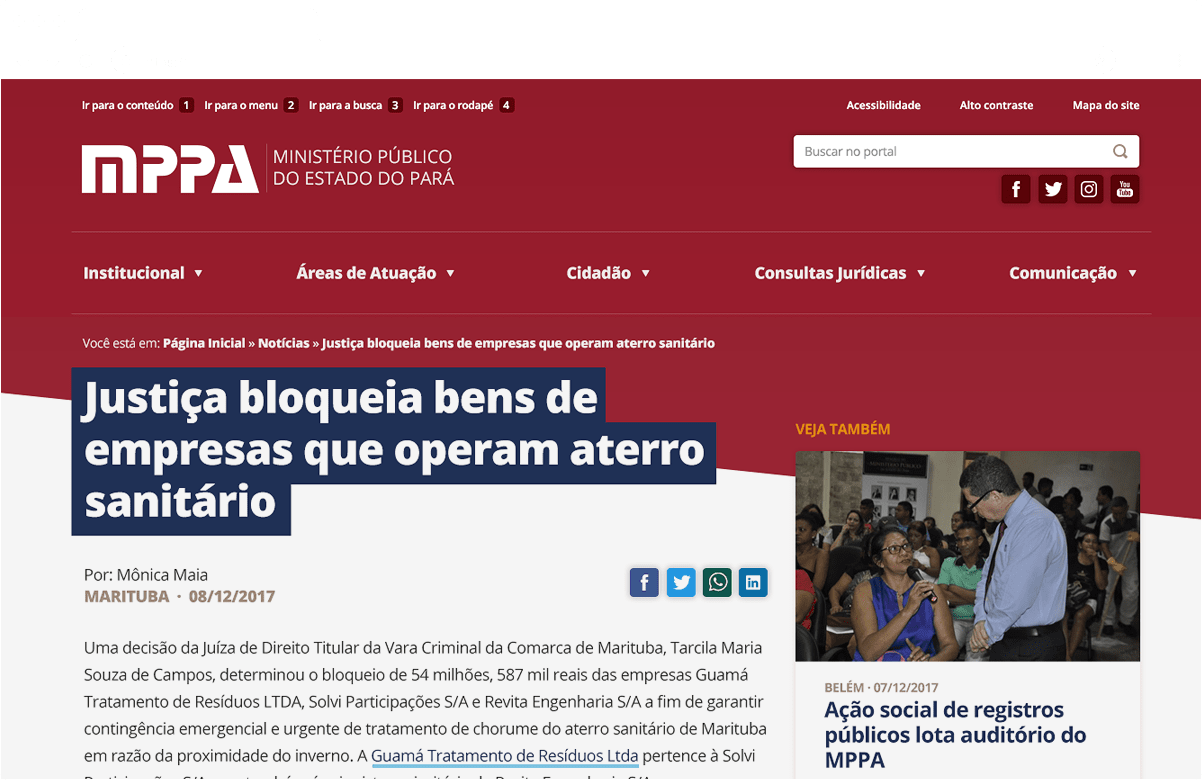 Ir para o conteúdo 1 Ir para o menu 2 Ir para a busca 3 Ir para o rodapé 4
Acessibilidade Alto contraste Mapa do site
MPPA
MINISTÉRIO PÚBLICO
DO ESTADO DO PARÁ
Buscar no portal
You
Tube
Institucional Áreas de Atuação Cidadão Consultas Jurídicas Comunicação
Você está em: Página Inicial » Notícias » Justiça bloqueia bens de empresas que operam aterro sanitário
Justiça bloqueia bens de
empresas que operam aterro
sanitário
Por: Mônica Maia
MARITUBA · 08/12/2017
Uma decisão da Juíza de Direito Titular da Vara Criminal da Comarca de Marituba, Tarcila Maria
Souza de Campos, determinou o bloqueio de 54 milhões, 587 mil reais das empresas Guamá
Tratamento de Resíduos LTDA, Solvi Participações S/A e Revita Engenharia S/A a fim de garantir
contingência emergencial e urgente de tratamento de chorume do aterro sanitário de Marituba
em razão da proximidade do inverno. A Guamá Tratamento de Resíduos Ltda pertence à Solvi
VEJA TAMBÉM
MINISTÉRIO PÚBLICO
BELÉM · 07/12/2017
Ação social de registros
públicos lota auditório do
MPPA